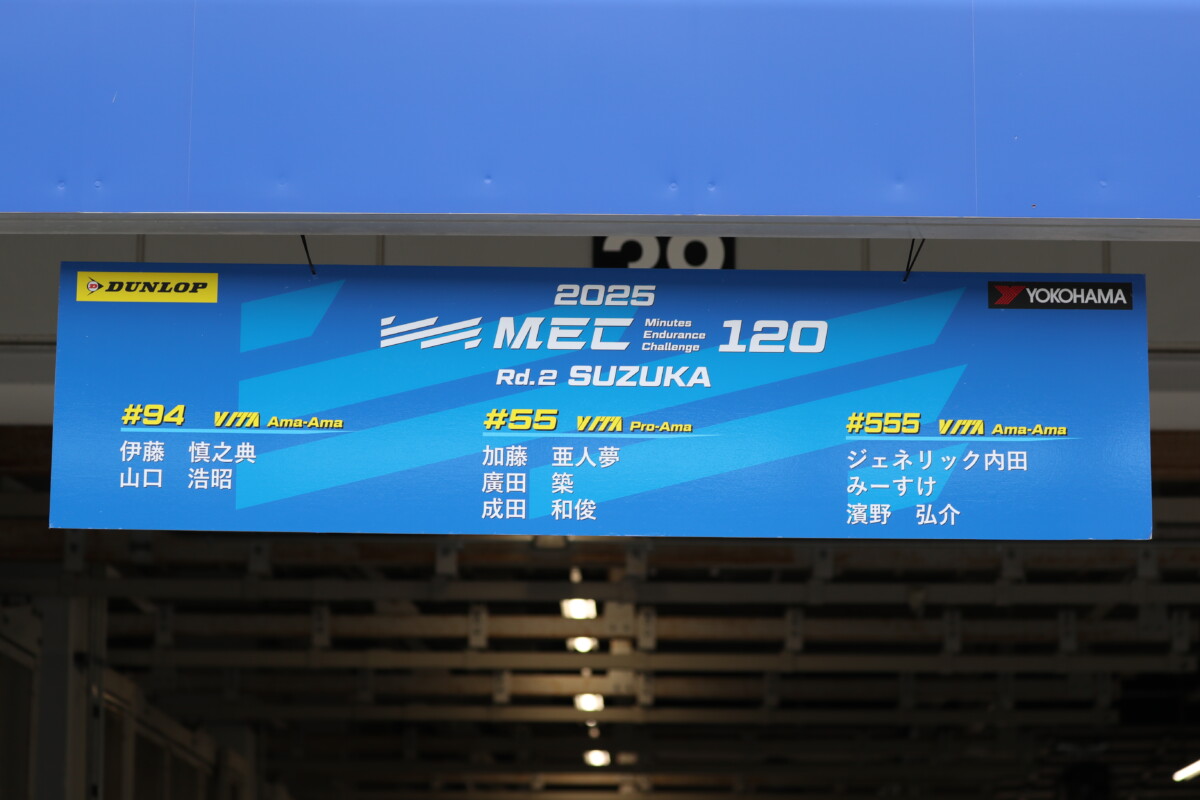 DUNLOP
YOKOHAMA
2025
MEC Minutes Endurance Challenge 120
Rd.2 SUZUKA
#94 VITA Ama-Ama
伊藤 慎之典
山口 浩昭
#55 VITA Pro-Ama
加藤 亜人夢
廣田 築
成田 和俊
#555 VITA Ama-Ama
ジェネリック内田
みーすけ
濱野 弘介